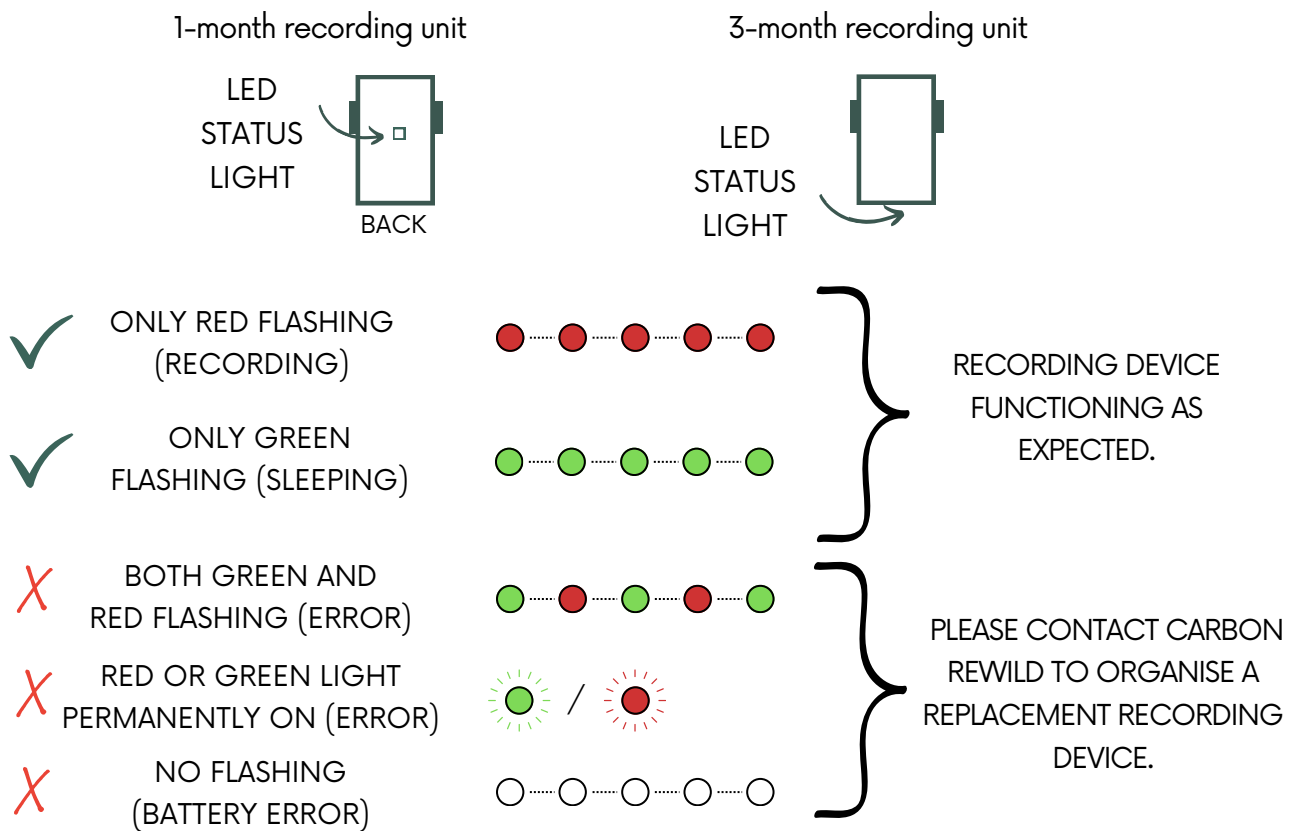 1-month recording unit
3-month recording unit
LED
STATUS
LIGHT
BACK
LED
STATUS
LIGHT
ONLY RED FLASHING
(RECORDING)
ONLY GREEN
FLASHING (SLEEPING)
RECORDING DEVICE
FUNCTIONING AS
EXPECTED.
BOTH GREEN AND
RED FLASHING (ERROR)
RED OR GREEN LIGHT
PERMANENTLY ON (ERROR)
/
NO FLASHING
(BATTERY ERROR)
PLEASE CONTACT CARBON
REWILD TO ORGANISE A
REPLACEMENT RECORDING
DEVICE.